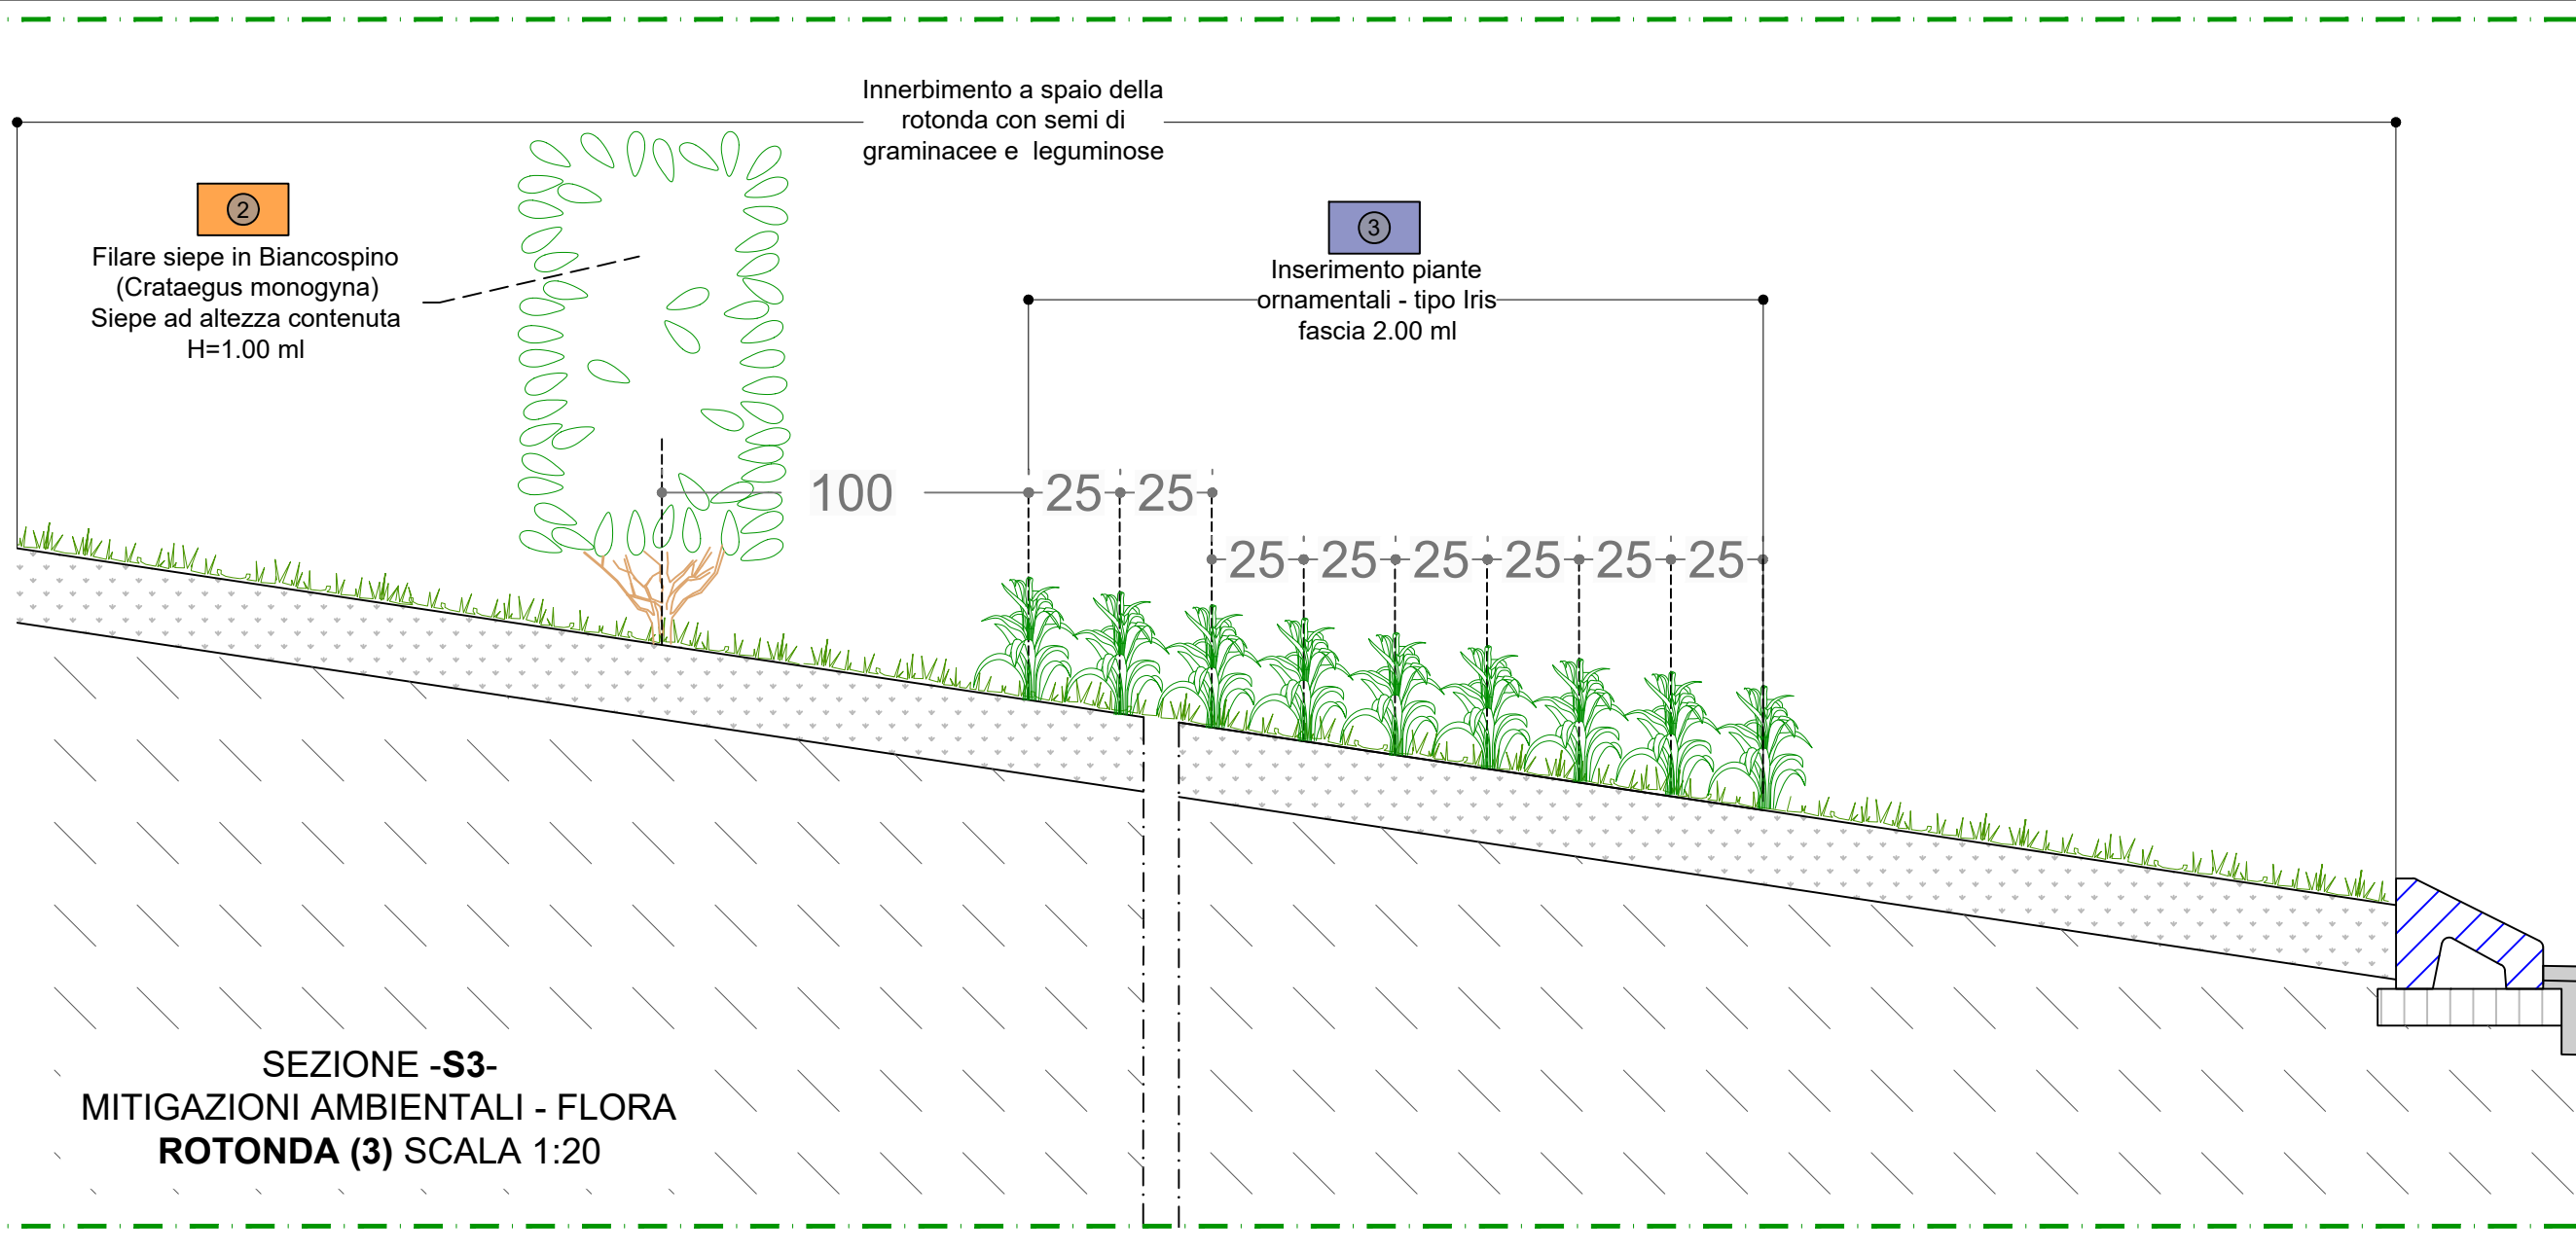 Innerbimento a spaio della
rotonda con semi di
graminacee e  leguminose
2
Filare siepe in Biancospino
(Crataegus monogyna)
Siepe ad altezza contenuta
H=1.00 ml
3
Inserimento piante
ornamentali - tipo Iris
fascia 2.00 ml
100 25 25
25 25 25 25 25 25
SEZIONE -S3-
MITIGAZIONI AMBIENTALI - FLORA
ROTONDA (3) SCALA 1:20